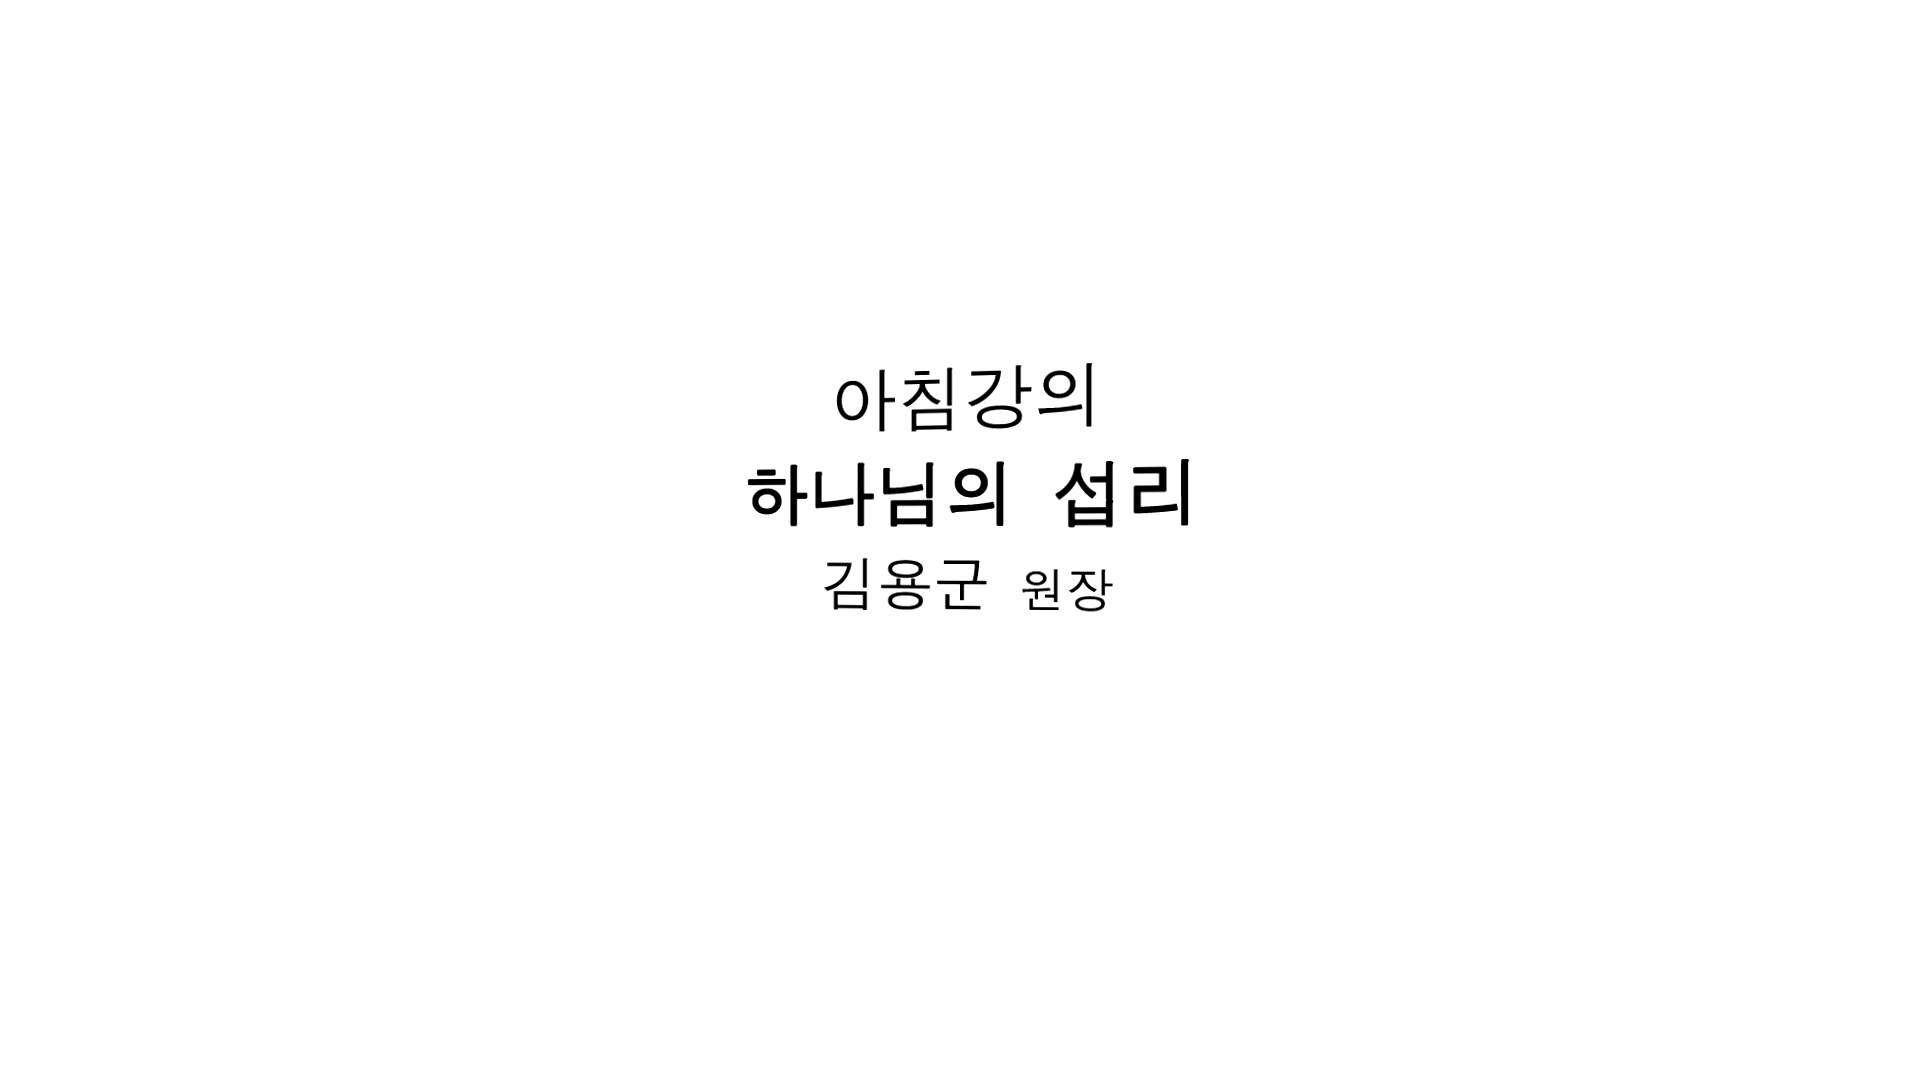 아침강의
하나님의 섭리
김용군 원장